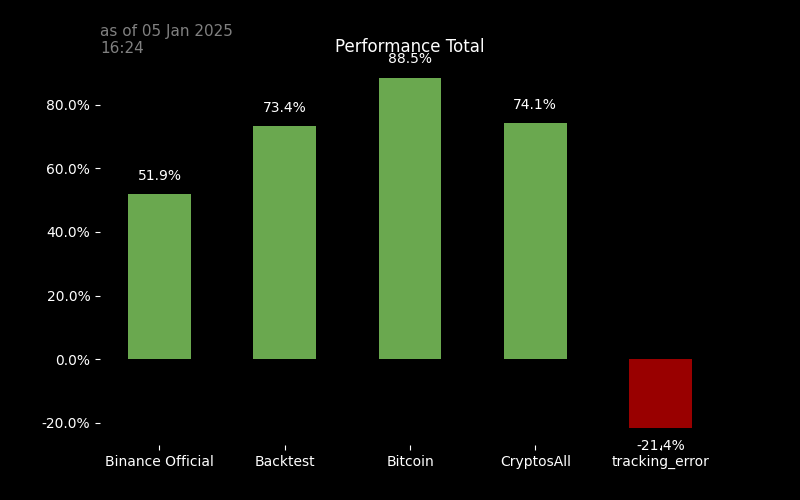 as of 05 Jan 2025
16:24
Performance Total
88.5%
80.0%
73.4%
74.1%
60.0%
51.9%
40.0%
20.0%
0.0%
-20.0%
-21.4%
Binance Official
Backtest
Bitcoin
CryptosAll
tracking_error